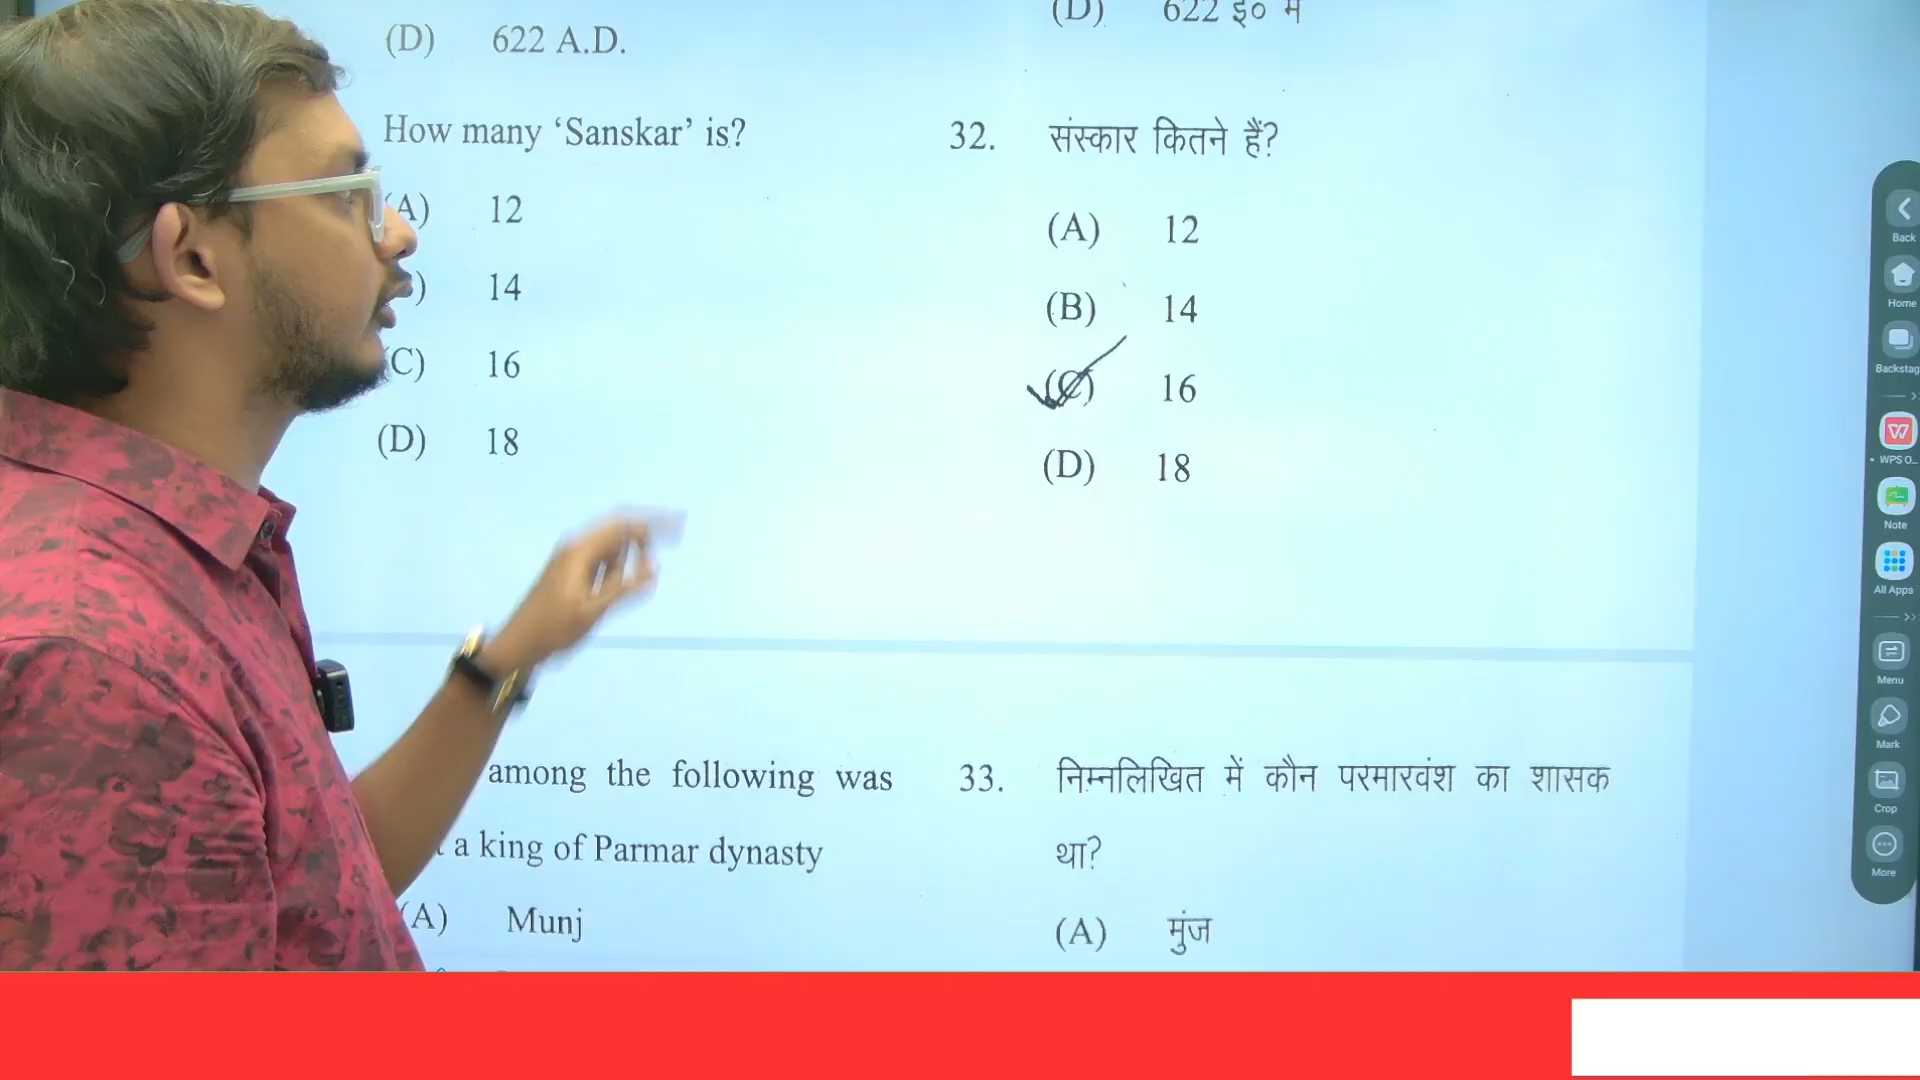 (D) 622 A.D.
How many ‘Sanskar’ is?
A) 12
) 14
C) 16
(D) 18
among the following was
a king of Parmar dynasty
(A) Munj
(D) 622 ई० में
32. संस्कार कितने हैं?
(A) 12
(B) 14
(C) 16
(D) 18
33. निम्नलिखित में कौन परमारवंश का शासक
था?
(A) मुंज
Back
Home
Backstag
WPS O...
Note
All Apps
Menu
Mark
Crop
More